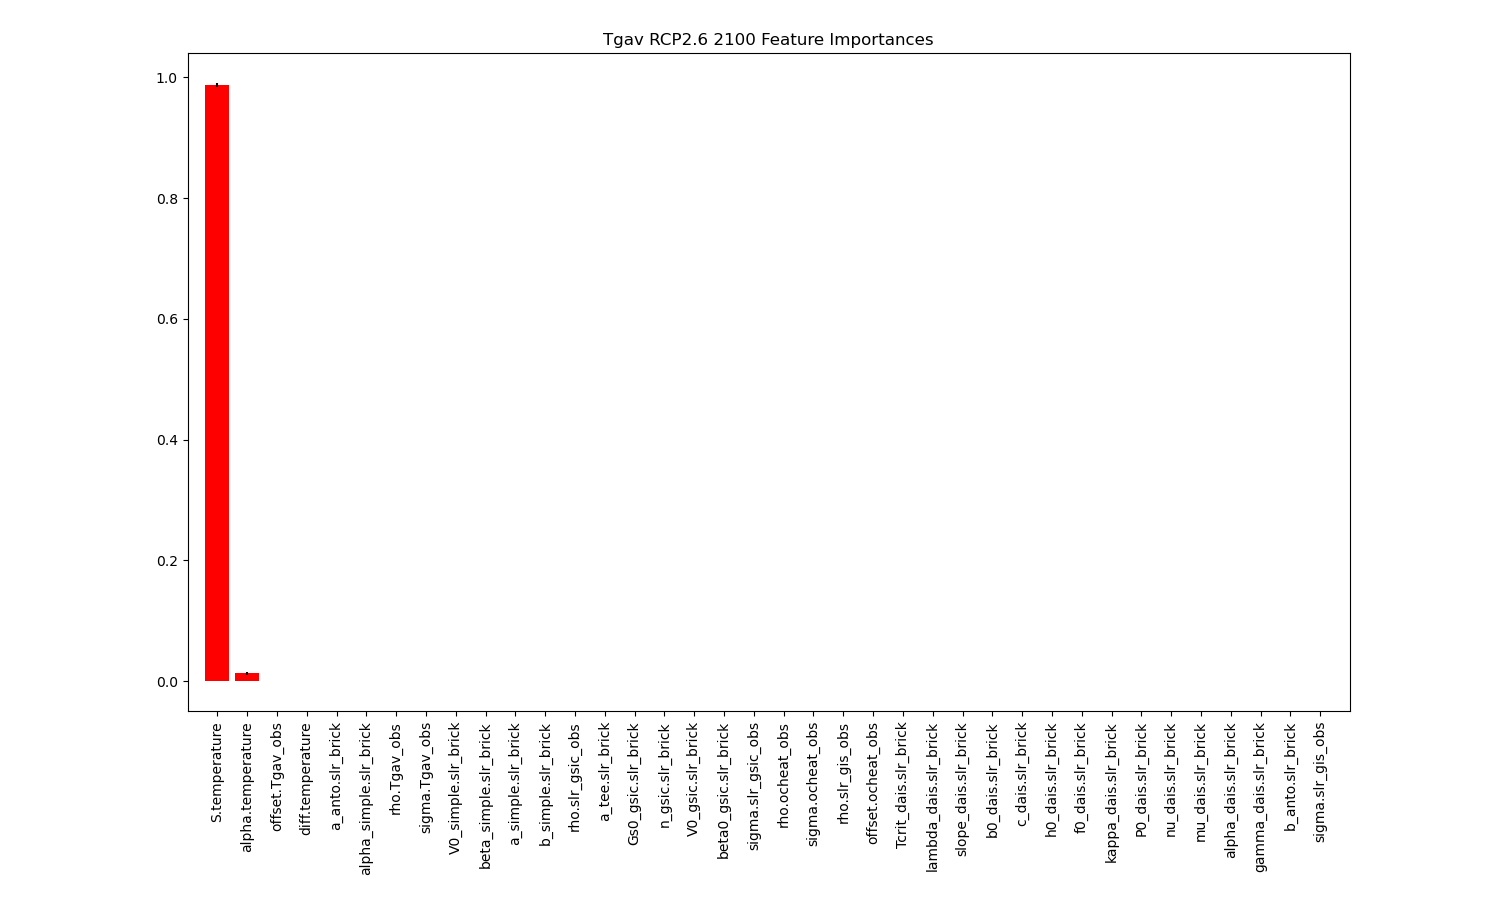 Tgav RCP2.6 2100 Feature Importances
1.0
0.8
0.6
0.4
0.2
0.0
S.temperature
alpha.temperature
offset.Tgav_obs
diff.temperature
a_anto.slr_brick
alpha_simple.slr_brick
rho.Tgav_obs
sigma.Tgav_obs
V0_simple.slr_brick
beta_simple.slr_brick
a_simple.slr_brick
b_simple.slr_brick
rho.slr_gsic_obs
a_tee.slr_brick
Gs0_gsic.slr_brick
n_gsic.slr_brick
V0_gsic.slr_brick
beta0_gsic.slr_brick
sigma.slr_gsic_obs
rho.ocheat_obs
sigma.ocheat_obs
rho.slr_gis_obs
offset.ocheat_obs
Tcrit_dais.slr_brick
lambda_dais.slr_brick
slope_dais.slr_brick
b0_dais.slr_brick
c_dais.slr_brick
h0_dais.slr_brick
f0_dais.slr_brick
kappa_dais.slr_brick
P0_dais.slr_brick
nu_dais.slr_brick
mu_dais.slr_brick
alpha_dais.slr_brick
gamma_dais.slr_brick
b_anto.slr_brick
sigma.slr_gis_obs